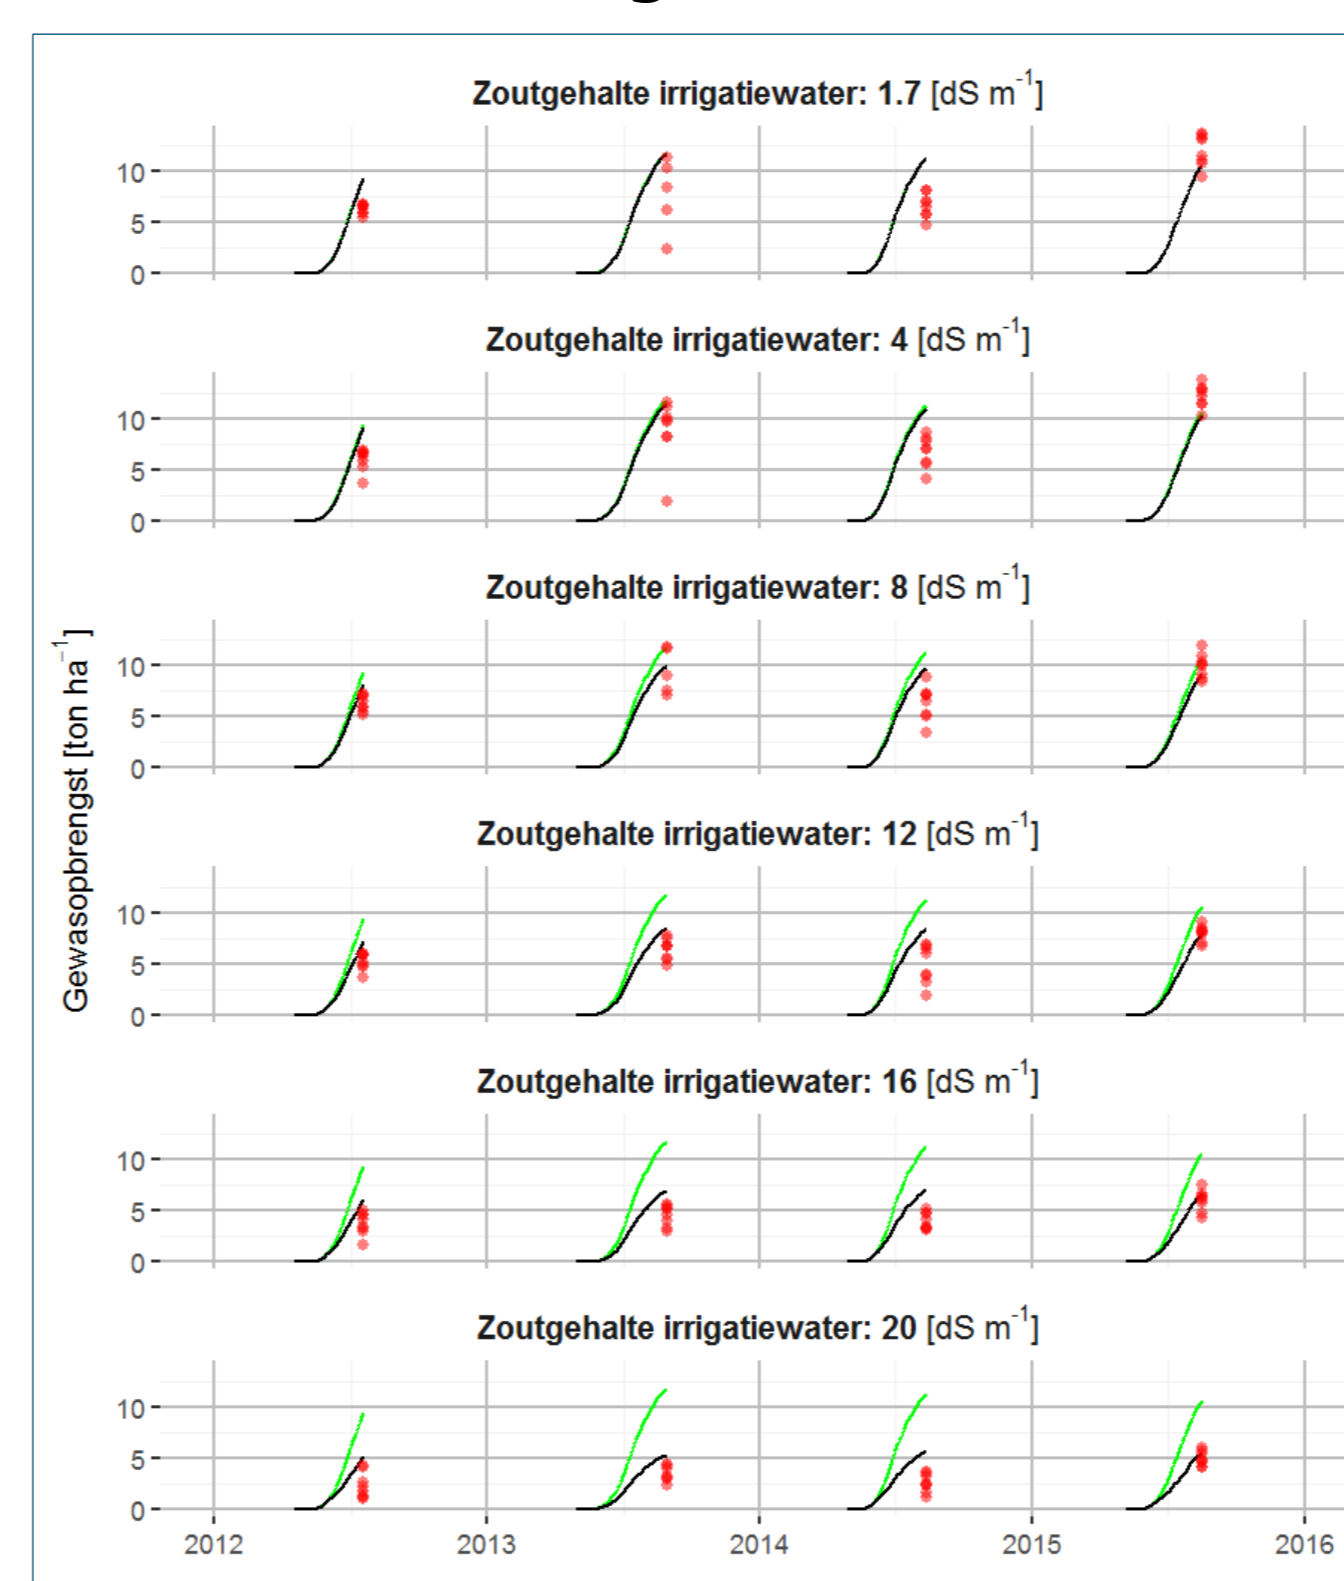 Zoutgehalte irrigatiewater: 1.7 [dS m⁻¹]
10
5
0
Zoutgehalte irrigatiewater: 4 [dS m⁻¹]
10
5
0
Zoutgehalte irrigatiewater: 8 [dS m⁻¹]
10
5
0
Gewasopbrengst [ton ha⁻¹]
Zoutgehalte irrigatiewater: 12 [dS m⁻¹]
10
5
0
Zoutgehalte irrigatiewater: 16 [dS m⁻¹]
10
5
0
Zoutgehalte irrigatiewater: 20 [dS m⁻¹]
10
5
0
2012 2013 2014 2015 2016